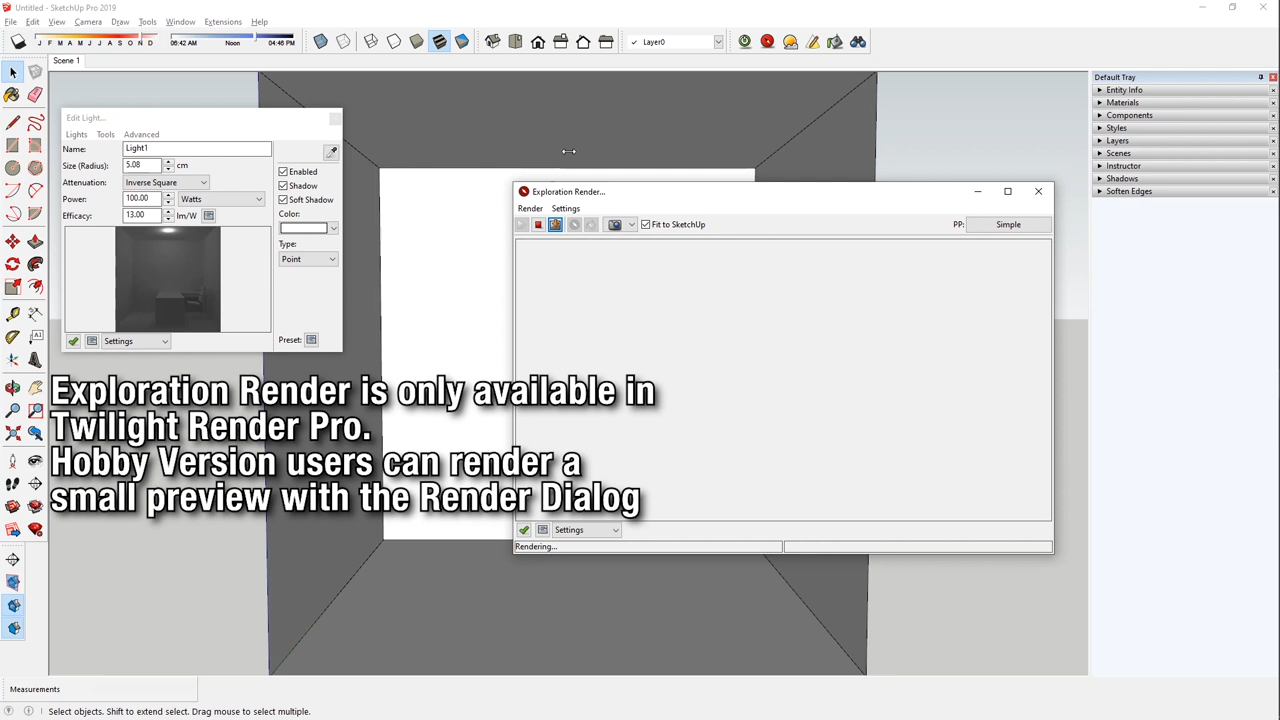 Untitled - SketchUp Pro 2019
File Edit View Camera Draw Tools Window Extensions Help
J F M A M J J A S O N D 06:42 AM Noon 04:46 PM Layer0
Scene 1
Default Tray
Entity Info
Materials
Components
Styles
Layers
Scenes
Instructor
Shadows
Soften Edges
Edit Light...
Lights Tools Advanced
Name: Light1
Size (Radius): 5.08 cm
Attenuation: Inverse Square
Power: 100.00 Watts
Efficacy: 13.00 lm/W
Enabled
Shadow
Soft Shadow
Color:
Type:
Point
Preset:
Settings
Exploration Render...
Render Settings
Fit to SketchUp PP: Simple
Settings
Rendering...
Exploration Render is only available in
Twilight Render Pro.
Hobby Version users can render a
small preview with the Render Dialog
Measurements
Select objects. Shift to extend select. Drag mouse to select multiple.